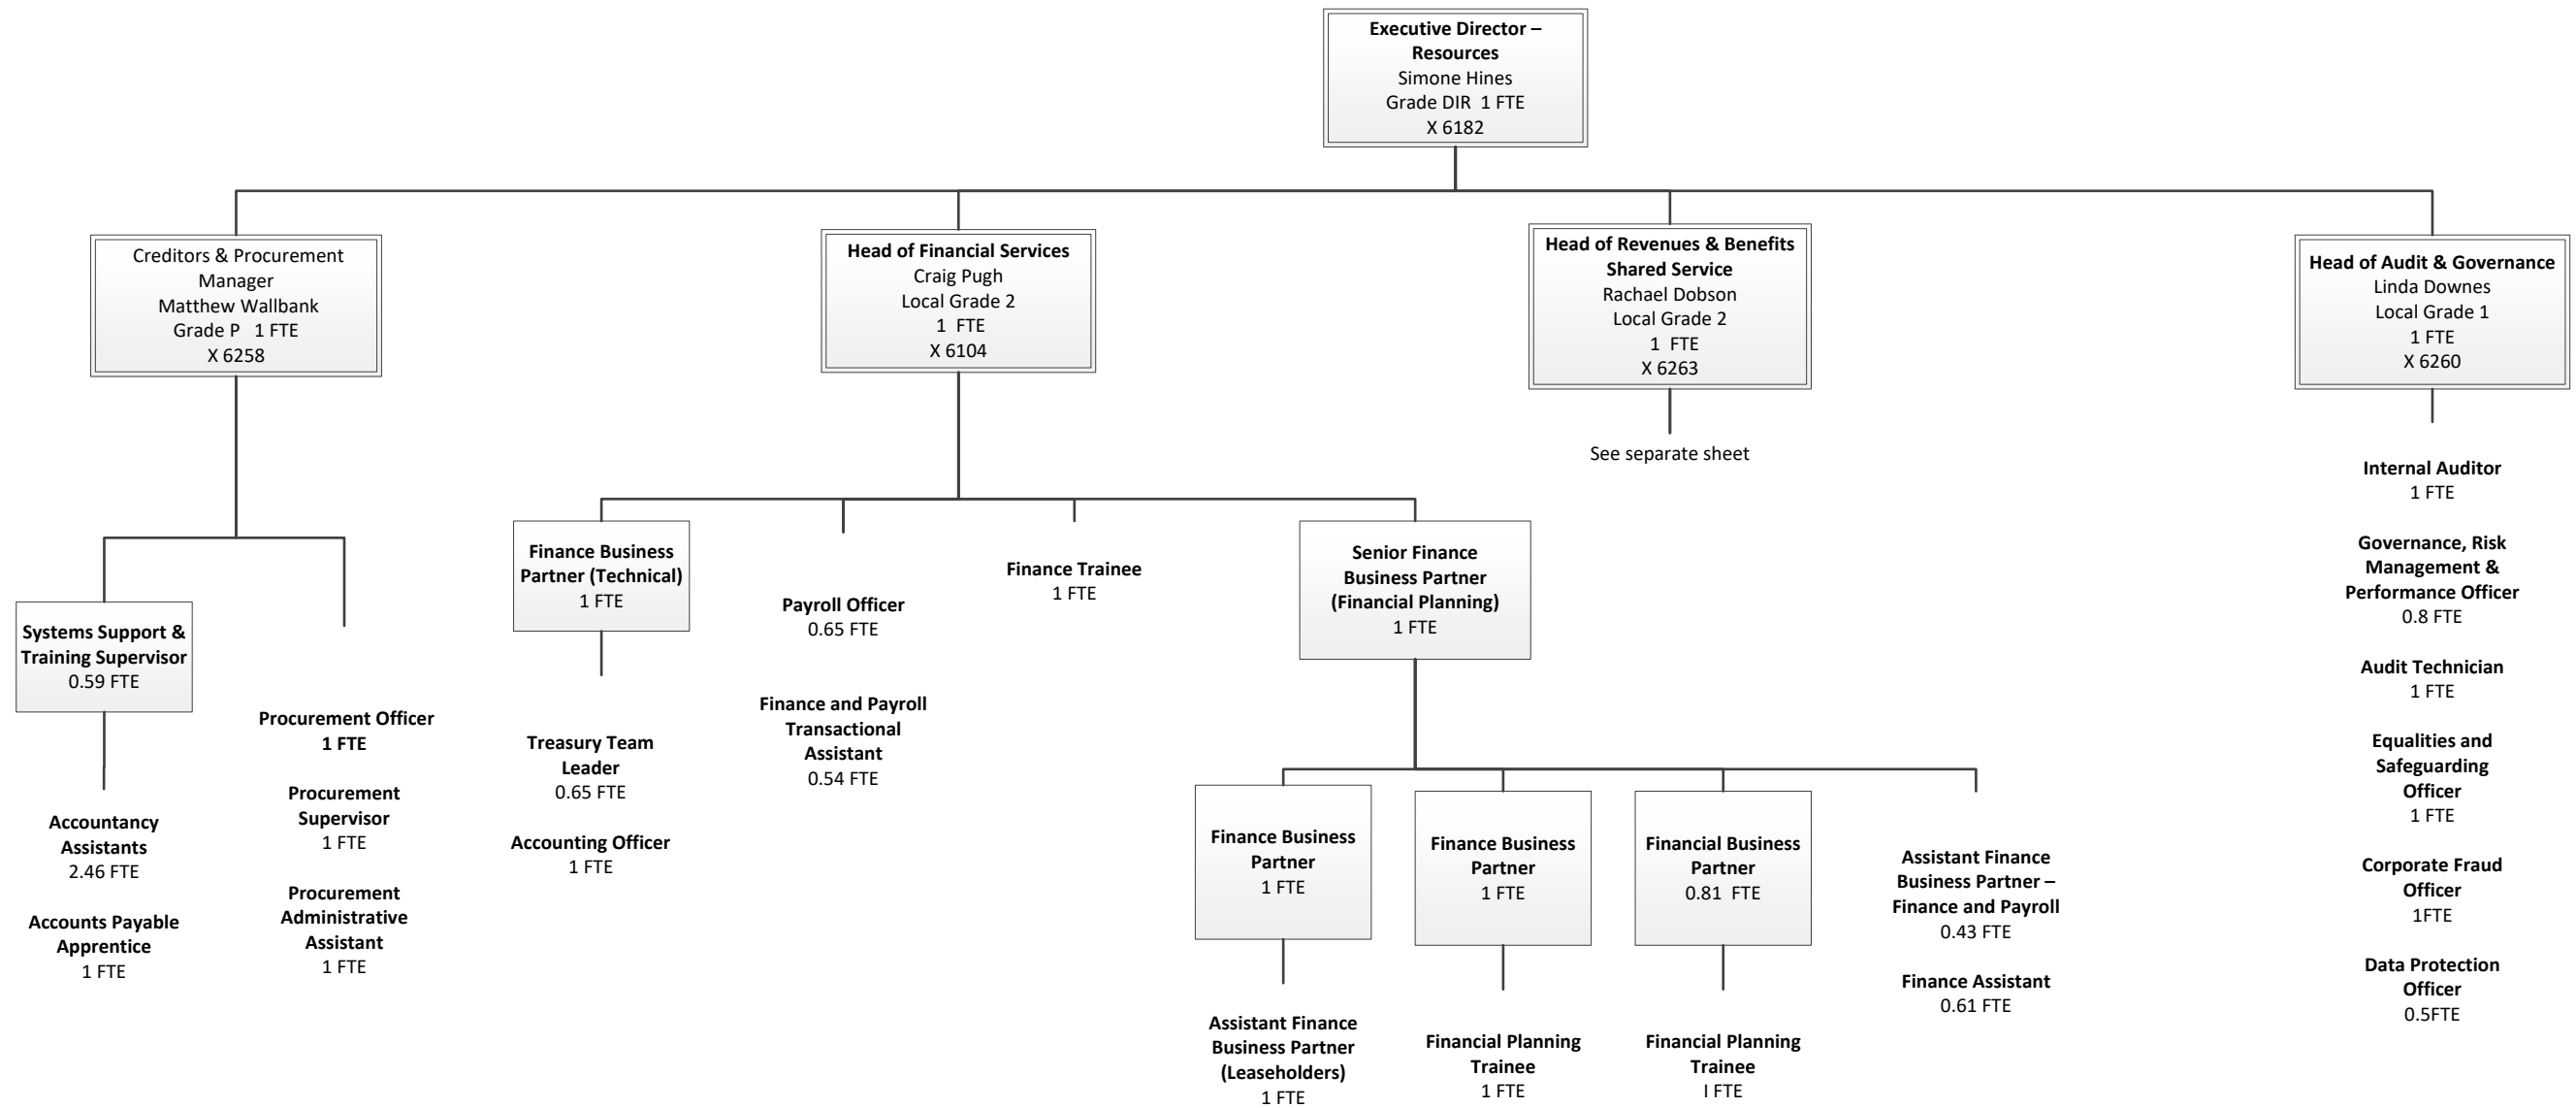 Executive Director –
Resources
Simone Hines
Grade DIR  1 FTE
X 6182
Creditors & Procurement
Manager
Matthew Wallbank
Grade P   1 FTE
X 6258
Head of Financial Services
Craig Pugh
Local Grade 2
1  FTE
X 6104
Head of Revenues & Benefits
Shared Service
Rachael Dobson
Local Grade 2
1  FTE
X 6263
Head of Audit & Governance
Linda Downes
Local Grade 1
1 FTE
X 6260
See separate sheet
Systems Support &
Training Supervisor
0.59 FTE
Accountancy
Assistants
2.46 FTE
Accounts Payable
Apprentice
1 FTE
Procurement Officer
1 FTE
Procurement
Supervisor
1 FTE
Procurement
Administrative
Assistant
1 FTE
Finance Business
Partner (Technical)
1 FTE
Treasury Team
Leader
0.65 FTE
Accounting Officer
1 FTE
Payroll Officer
0.65 FTE
Finance and Payroll
Transactional
Assistant
0.54 FTE
Finance Trainee
1 FTE
Senior Finance
Business Partner
(Financial Planning)
1 FTE
Finance Business
Partner
1 FTE
Assistant Finance
Business Partner
(Leaseholders)
1 FTE
Finance Business
Partner
1 FTE
Financial Planning
Trainee
1 FTE
Financial Business
Partner
0.81  FTE
Financial Planning
Trainee
I FTE
Assistant Finance
Business Partner –
Finance and Payroll
0.43 FTE
Finance Assistant
0.61 FTE
Internal Auditor
1 FTE
Governance, Risk
Management &
Performance Officer
0.8 FTE
Audit Technician
1 FTE
Equalities and
Safeguarding
Officer
1 FTE
Corporate Fraud
Officer
1FTE
Data Protection
Officer
0.5FTE